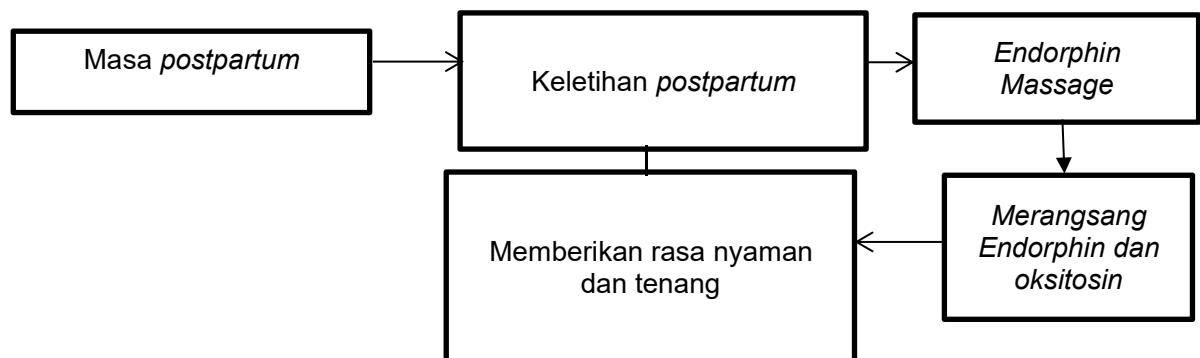 Masa postpartum
Keletihan postpartum
Endorphin
Massage
Merangsang
Endorphin dan
oksitosin
Memberikan rasa nyaman
dan tenang